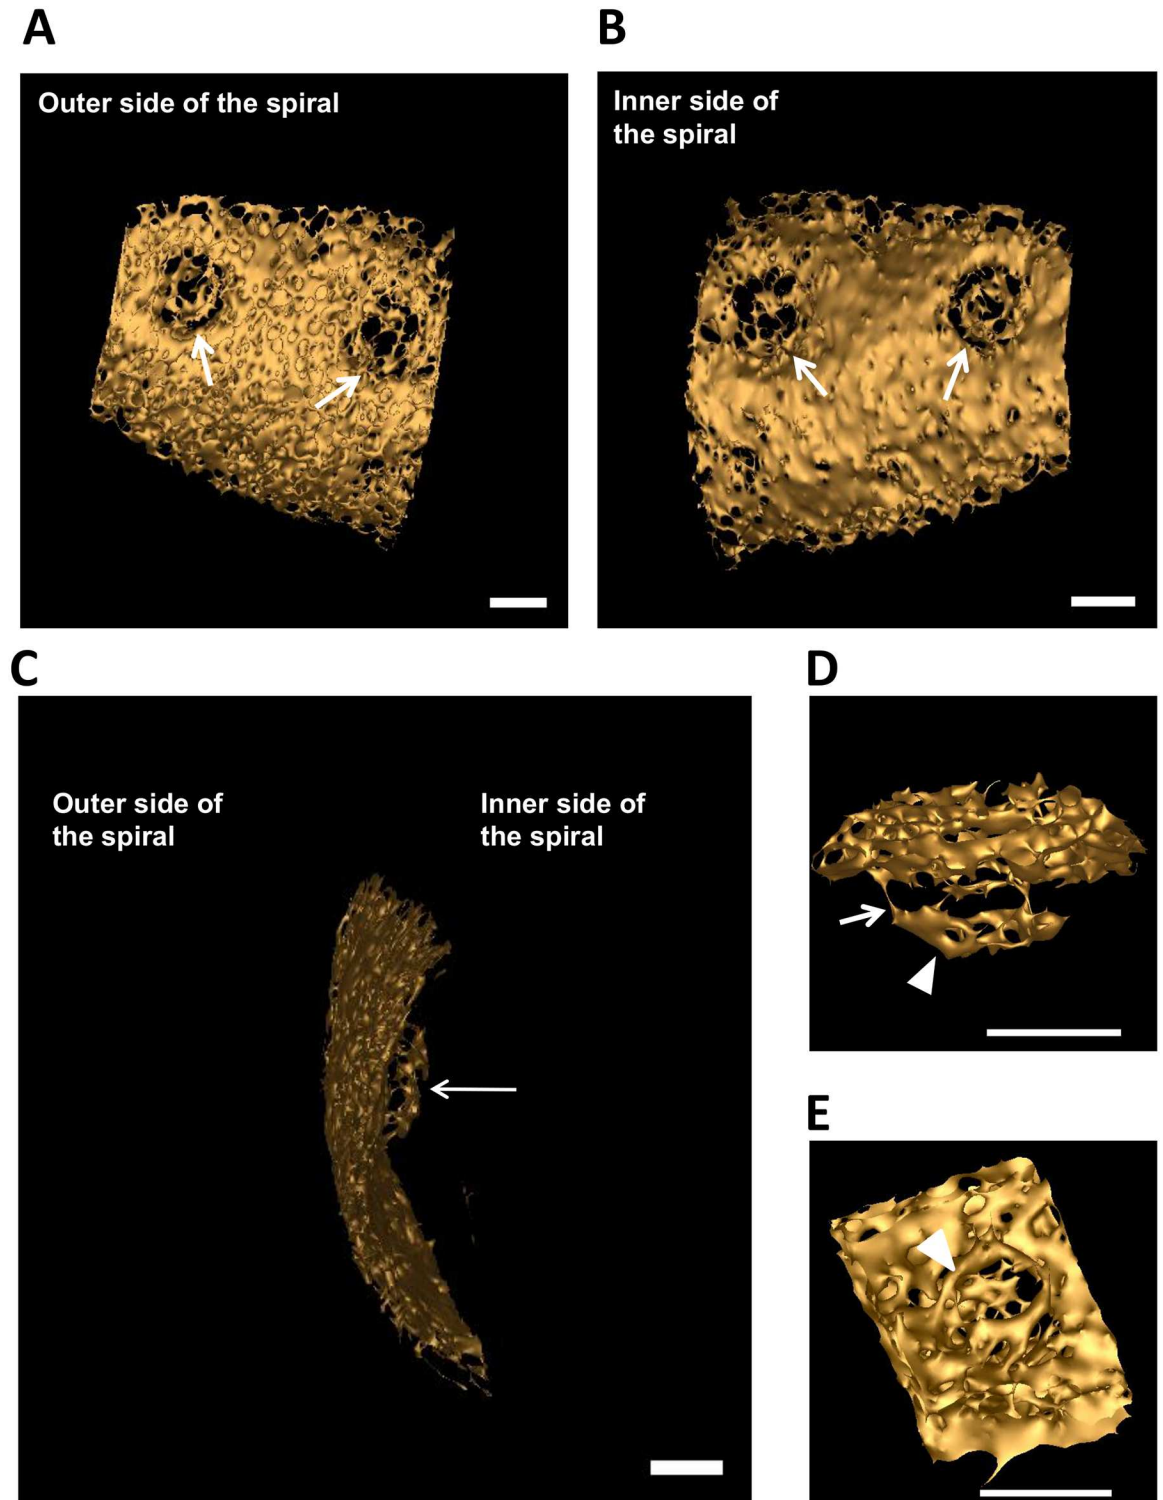 A
B
Outer side of the spiral
Inner side of
the spiral
C
D
Outer side of
the spiral
Inner side of
the spiral
E